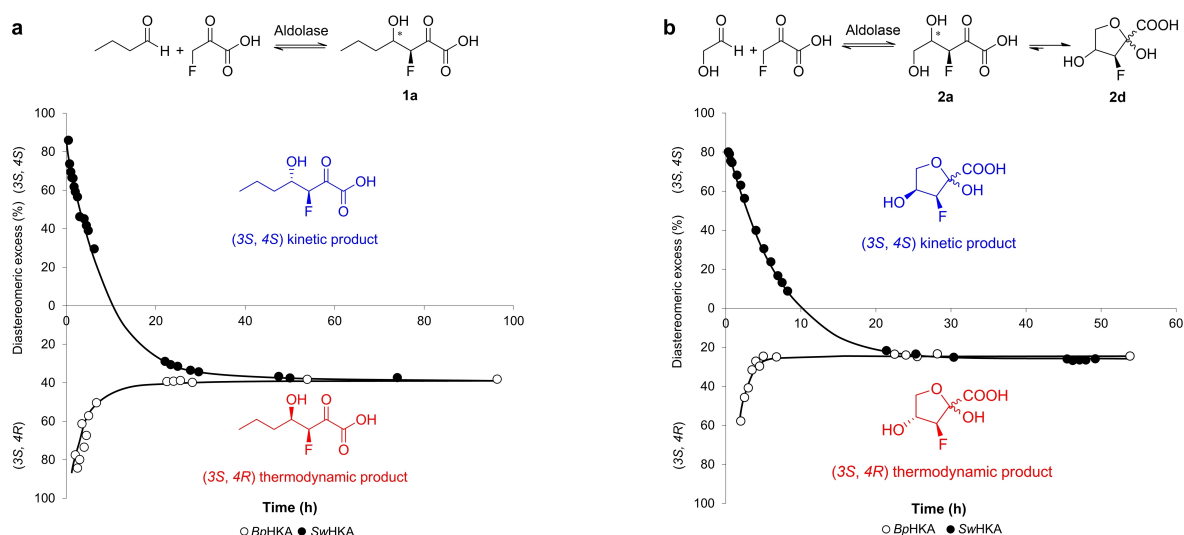 a
OH
O
H
+
O
OH
F
O
Aldolase
OH
*
O
OH
F
O
1a
Diastereomeric excess (%)
(3S, 4S)
(3S, 4R)
100
80
60
40
20
0
20
40
60
80
100
0
20
40
60
80
100
OH
O
OH
F
O
(3S, 4S) kinetic product
OH
O
OH
F
O
(3S, 4R) thermodynamic product
Time (h)
BpHKA SwHKA
b
O
H
OH
+
O
OH
F
O
Aldolase
OH
*
O
OH
OH
F
O
2a
O
COOH
OH
HO
F
2d
Diastereomeric excess (%)
(3S, 4S)
(3S, 4R)
100
80
60
40
20
0
20
40
60
80
100
0
10
20
30
40
50
60
O
COOH
OH
HO
F
(3S, 4S) kinetic product
O
COOH
OH
HO
F
(3S, 4R) thermodynamic product
Time (h)
BpHKA SwHKA